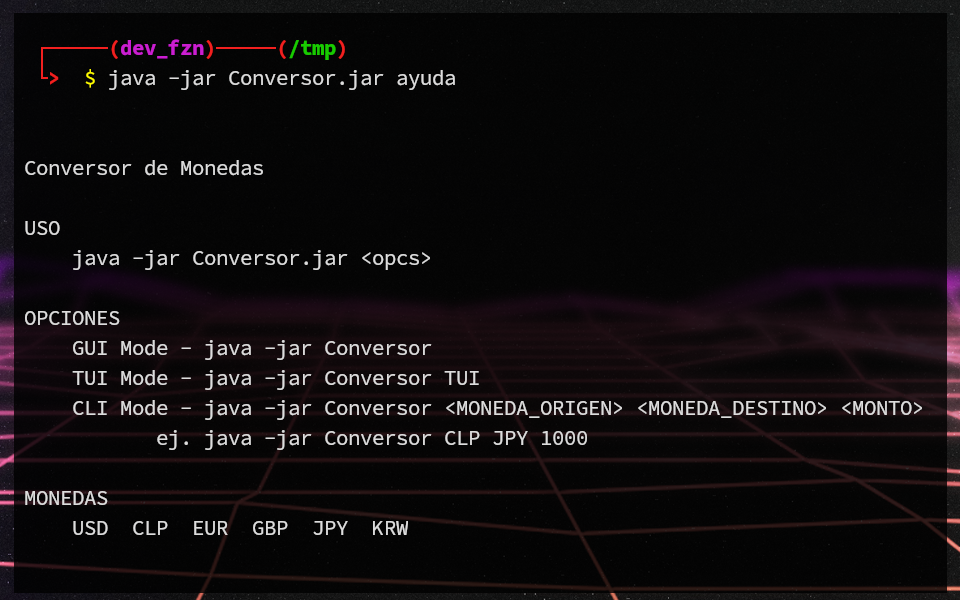 (dev_fzn)(/tmp)
> $ java -jar Conversor.jar ayuda
Conversor de Monedas
USO
java -jar Conversor.jar <opcs>
OPCIONES
GUI Mode - java -jar Conversor
TUI Mode - java -jar Conversor TUI
CLI Mode - java -jar Conversor <MONEDA_ORIGEN> <MONEDA_DESTINO> <MONTO>
ej. java -jar Conversor CLP JPY 1000
MONEDAS
USD CLP EUR GBP JPY KRW